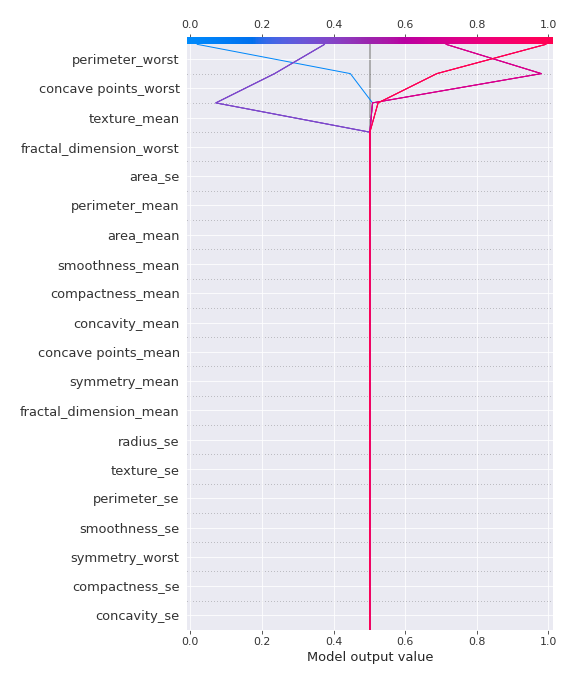 0.0 0.2 0.4 0.6 0.8 1.0
perimeter_worst
concave points_worst
texture_mean
fractal_dimension_worst
area_se
perimeter_mean
area_mean
smoothness_mean
compactness_mean
concavity_mean
concave points_mean
symmetry_mean
fractal_dimension_mean
radius_se
texture_se
perimeter_se
smoothness_se
symmetry_worst
compactness_se
concavity_se
0.0 0.2 0.4 0.6 0.8 1.0
Model output value